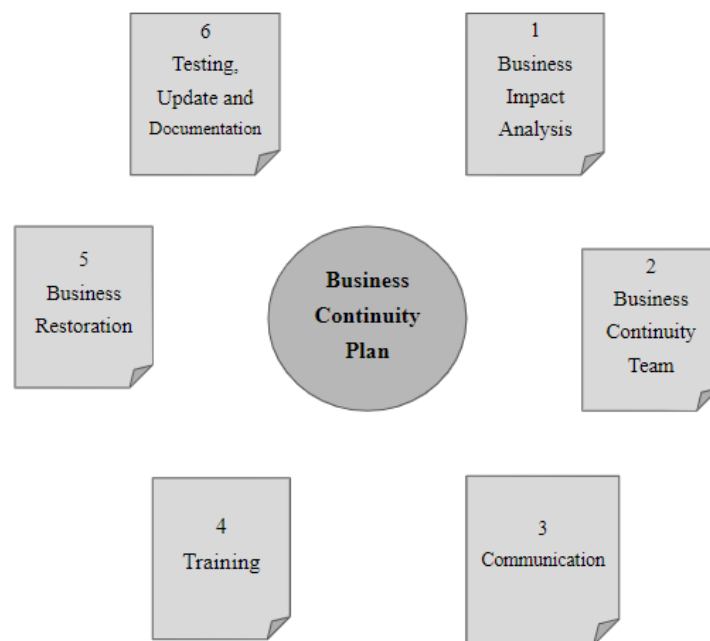 6
Testing,
Update and
Documentation
1
Business
Impact
Analysis
5
Business
Restoration
Business
Continuity
Plan
2
Business
Continuity
Team
4
Training
3
Communication